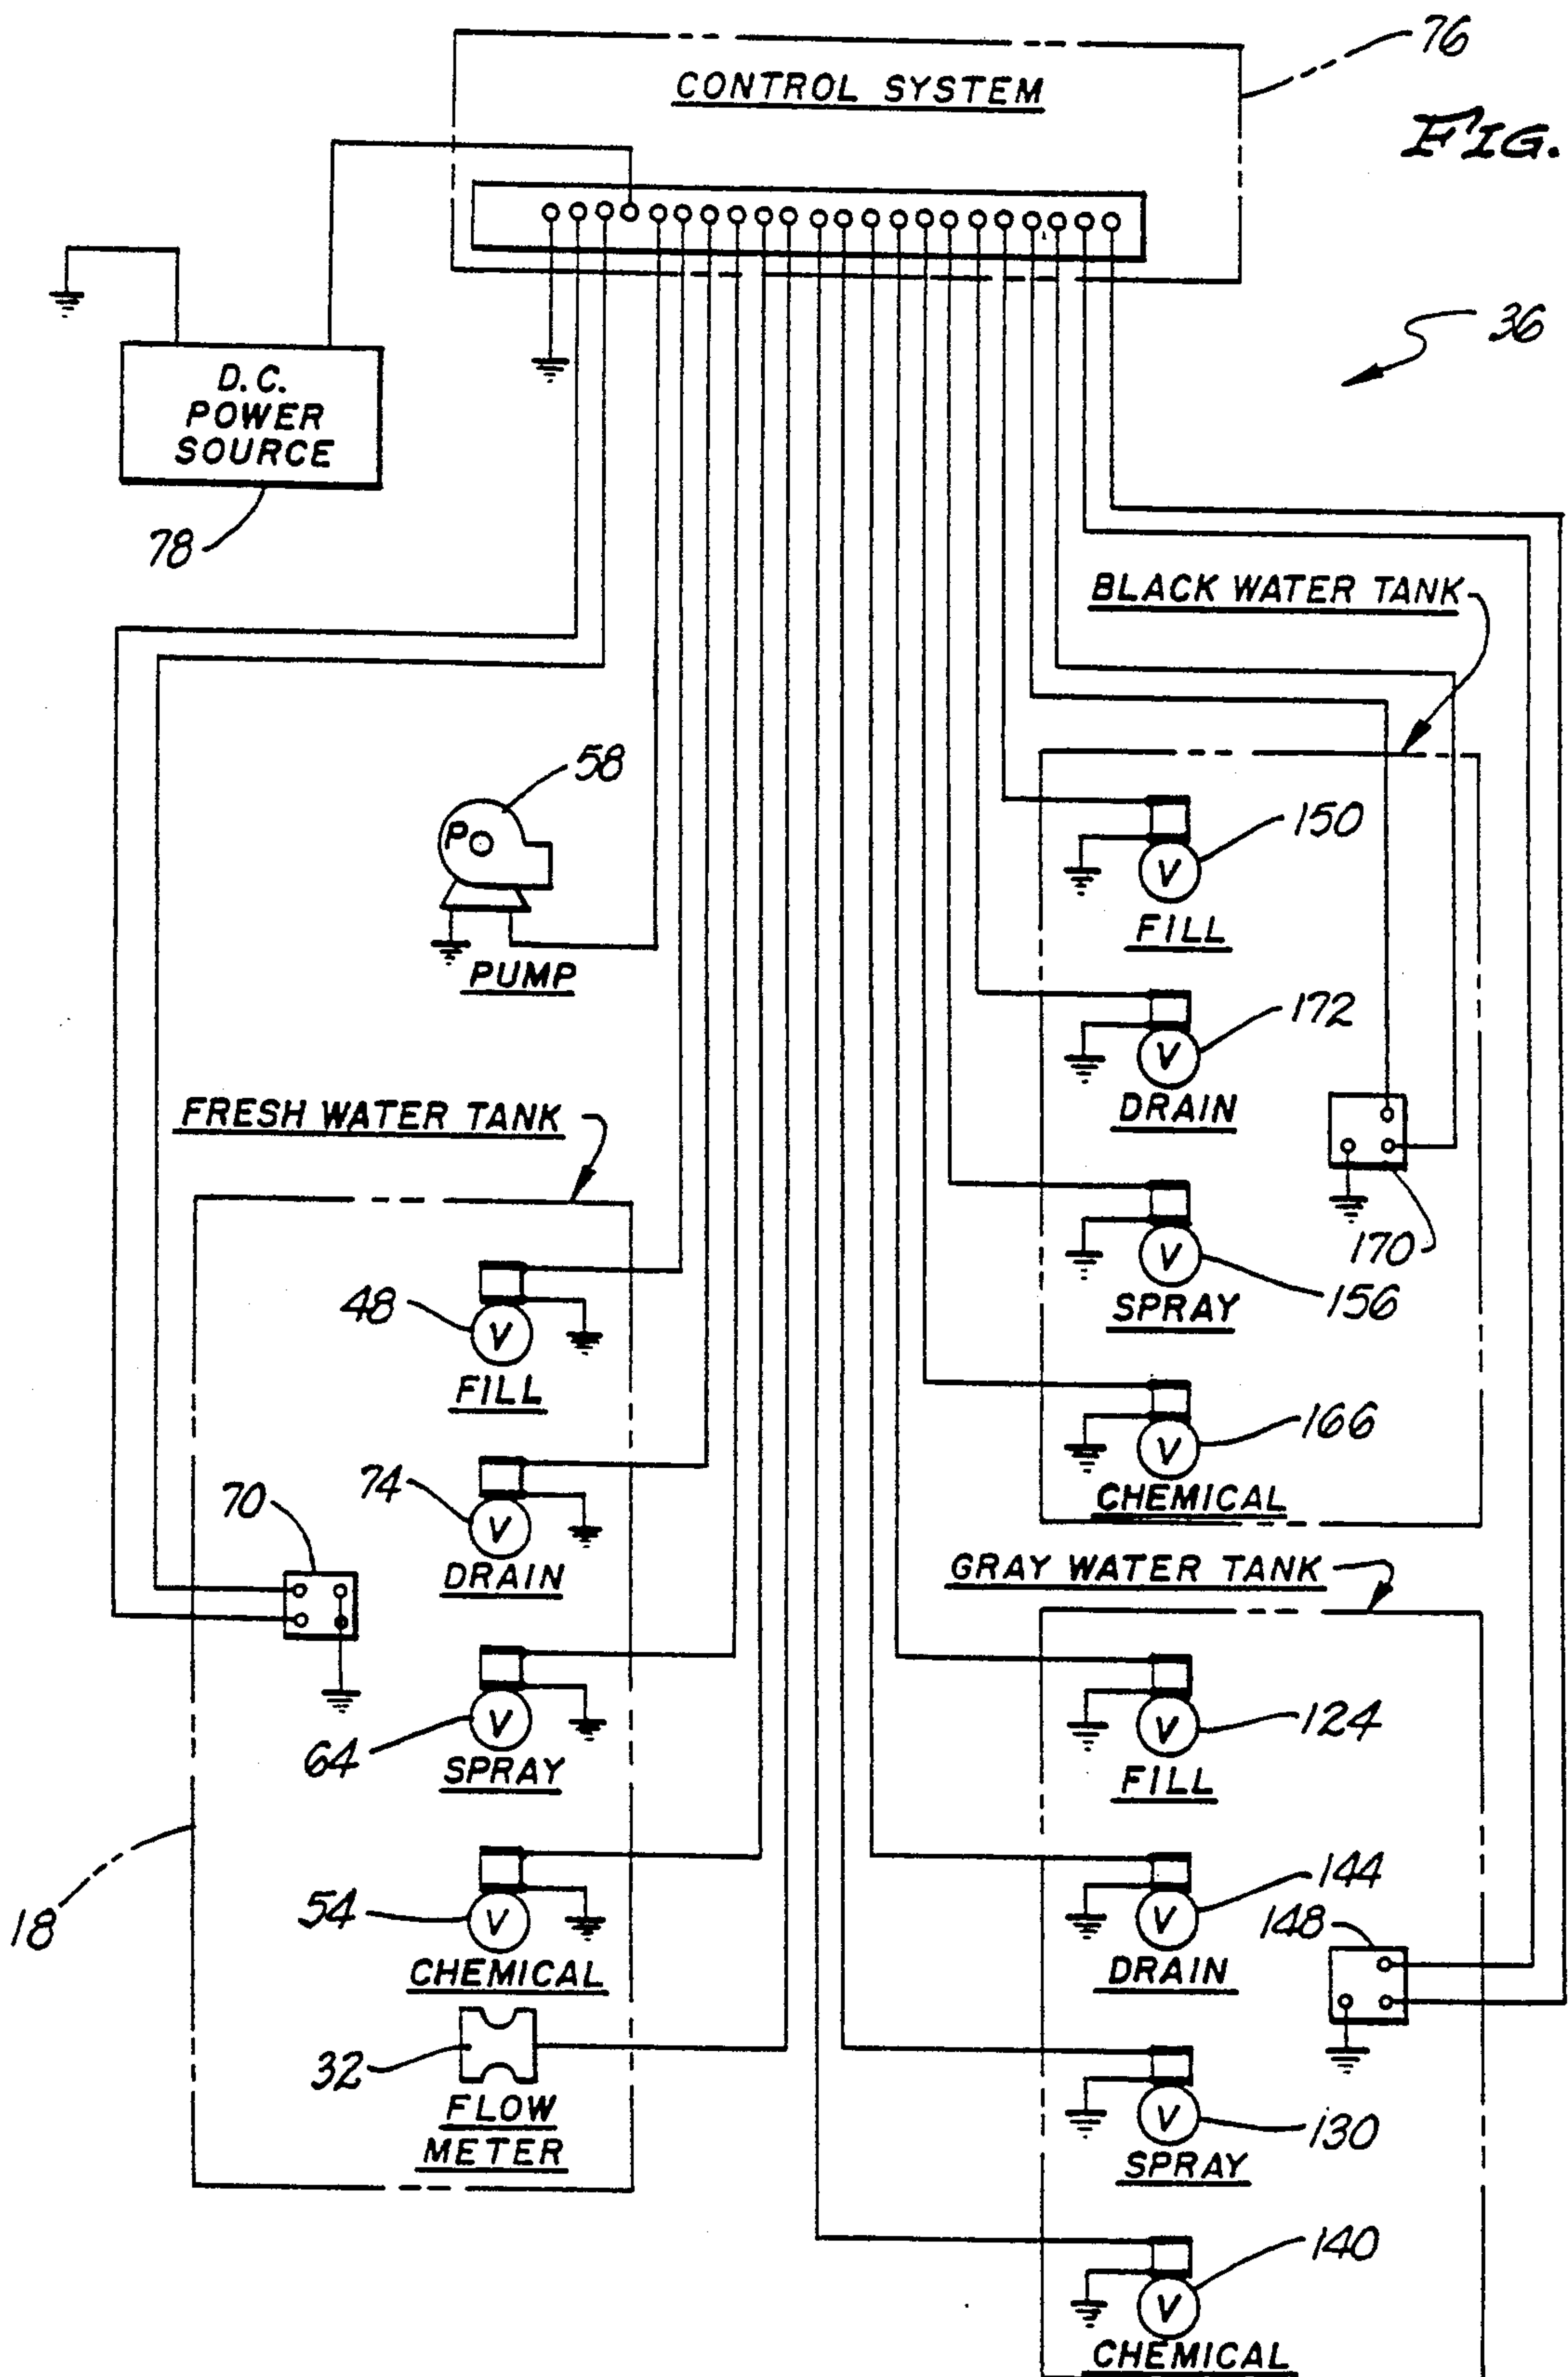 76
CONTROL SYSTEM
FIG.
36
D.C.
POWER
SOURCE
78
BLACK WATER TANK
58
P
PUMP
150
V
FILL
172
V
DRAIN
170
V
156
SPRAY
166
V
CHEMICAL
FRESH WATER TANK
48
V
FILL
74
V
DRAIN
70
64
V
SPRAY
18
54
V
CHEMICAL
32
FLOW
METER
GRAY WATER TANK
124
V
FILL
144
V
DRAIN
148
V
130
SPRAY
140
V
CHEMICAL